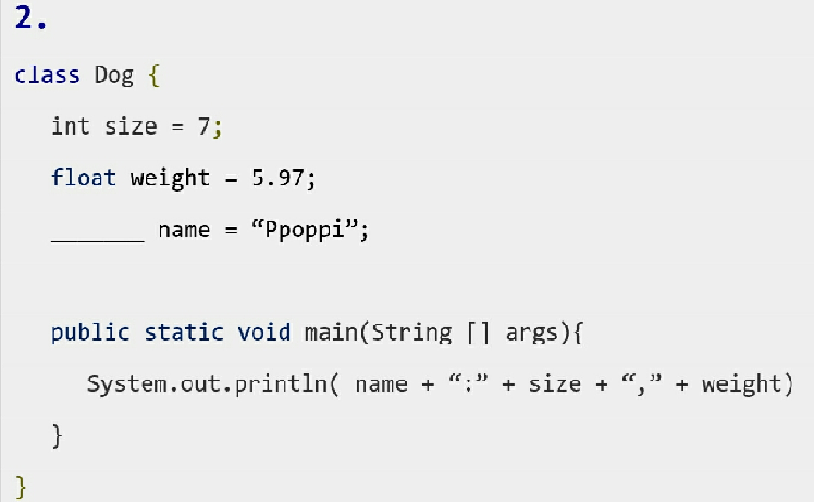 2.
class Dog {
int size = 7;
float weight = 5.97;
_______ name = “Ppoppi”;
public static void main(String [] args){
System.out.println( name + “:” + size + “,” + weight)
}
}